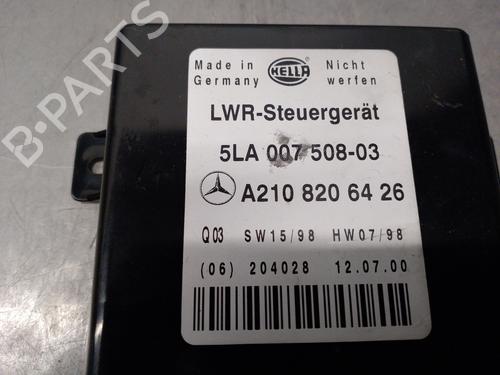 Made in
Germany
HELLA
Nicht
werfen
LWR-Steuergerät
5LA 007 508-03
A210 820 64 26
Q03 SW15/98 HW07/98
(06) 204028 12.07.00
B-PARTS